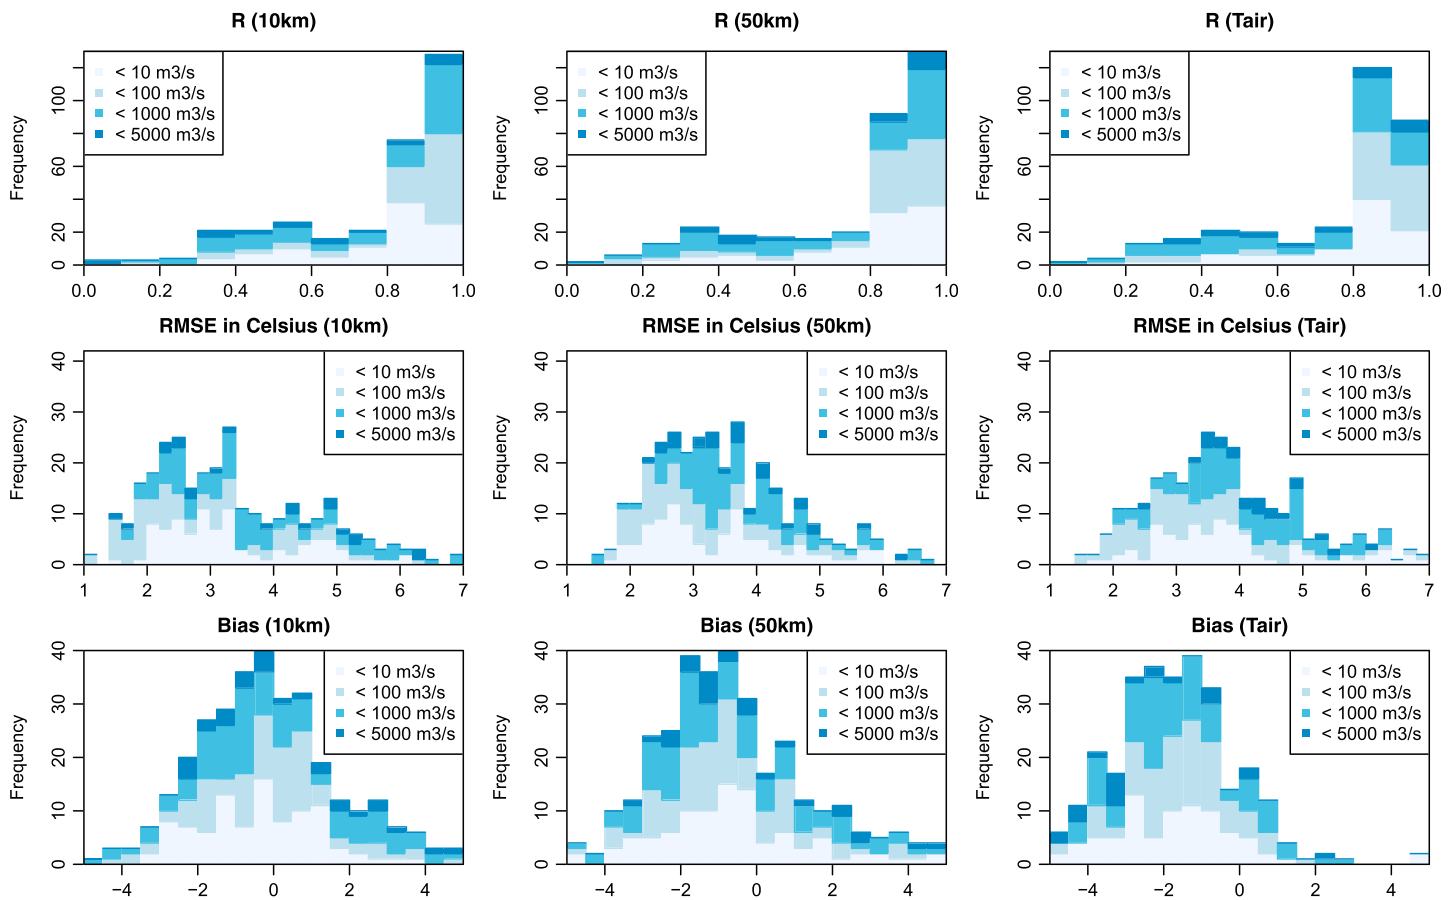 R (10km)
R (50km)
R (Tair)
< 10 m3/s
< 100 m3/s
< 1000 m3/s
< 5000 m3/s
Frequency
0 20 60 100
0.0 0.2 0.4 0.6 0.8 1.0
< 10 m3/s
< 100 m3/s
< 1000 m3/s
< 5000 m3/s
Frequency
0 20 60 100
0.0 0.2 0.4 0.6 0.8 1.0
< 10 m3/s
< 100 m3/s
< 1000 m3/s
< 5000 m3/s
Frequency
0 20 60 100
0.0 0.2 0.4 0.6 0.8 1.0
RMSE in Celsius (10km)
RMSE in Celsius (50km)
RMSE in Celsius (Tair)
< 10 m3/s
< 100 m3/s
< 1000 m3/s
< 5000 m3/s
Frequency
0 10 20 30 40
1 2 3 4 5 6 7
< 10 m3/s
< 100 m3/s
< 1000 m3/s
< 5000 m3/s
Frequency
0 10 20 30 40
1 2 3 4 5 6 7
< 10 m3/s
< 100 m3/s
< 1000 m3/s
< 5000 m3/s
Frequency
0 10 20 30 40
1 2 3 4 5 6 7
Bias (10km)
Bias (50km)
Bias (Tair)
< 10 m3/s
< 100 m3/s
< 1000 m3/s
< 5000 m3/s
Frequency
0 10 20 30 40
−4 −2 0 2 4
< 10 m3/s
< 100 m3/s
< 1000 m3/s
< 5000 m3/s
Frequency
0 10 20 30 40
−4 −2 0 2 4
< 10 m3/s
< 100 m3/s
< 1000 m3/s
< 5000 m3/s
Frequency
0 10 20 30 40
−4 −2 0 2 4